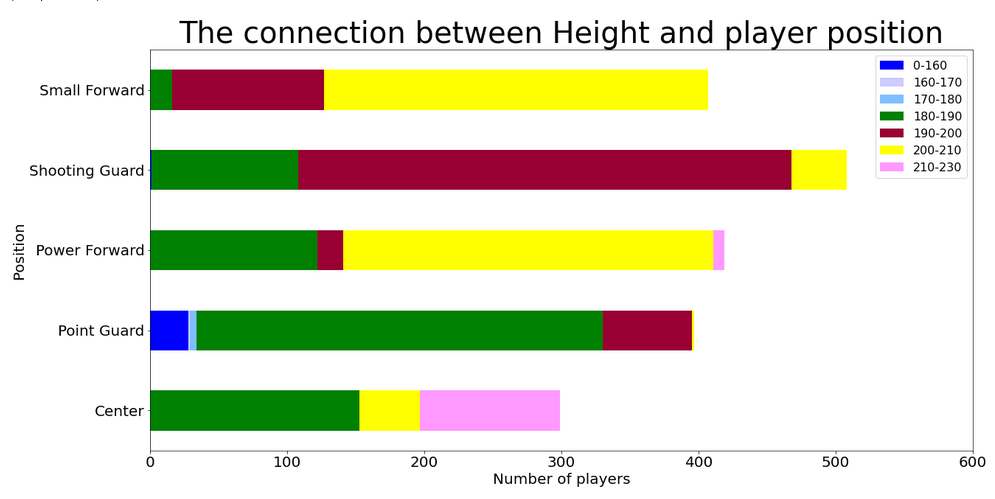 The connection between Height and player position
Small Forward
Shooting Guard
Power Forward
Point Guard
Center
Position
0-160
160-170
170-180
180-190
190-200
200-210
210-230
0 100 200 300 400 500 600
Number of players